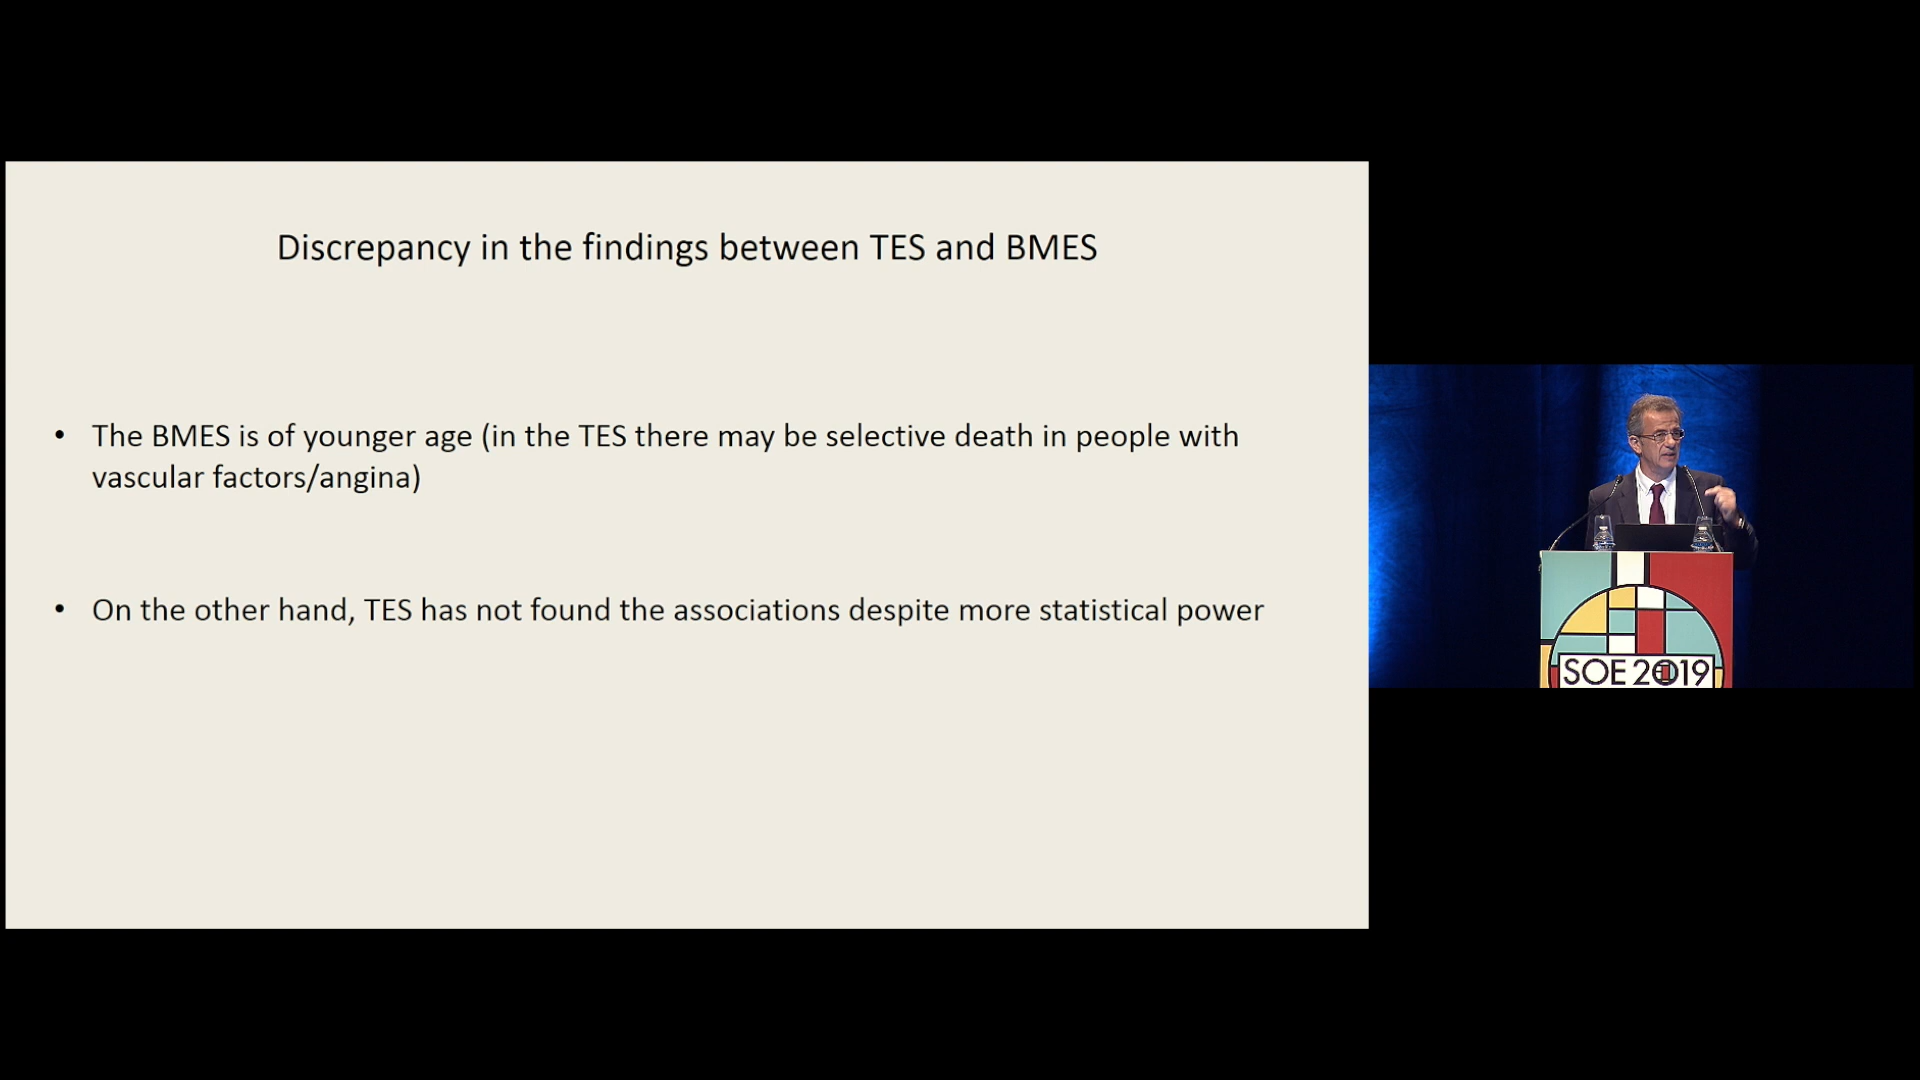 Discrepancy in the findings between TES and BMES
• The BMES is of younger age (in the TES there may be selective death in people with
vascular factors/angina)
• On the other hand, TES has not found the associations despite more statistical power
SOE 2019